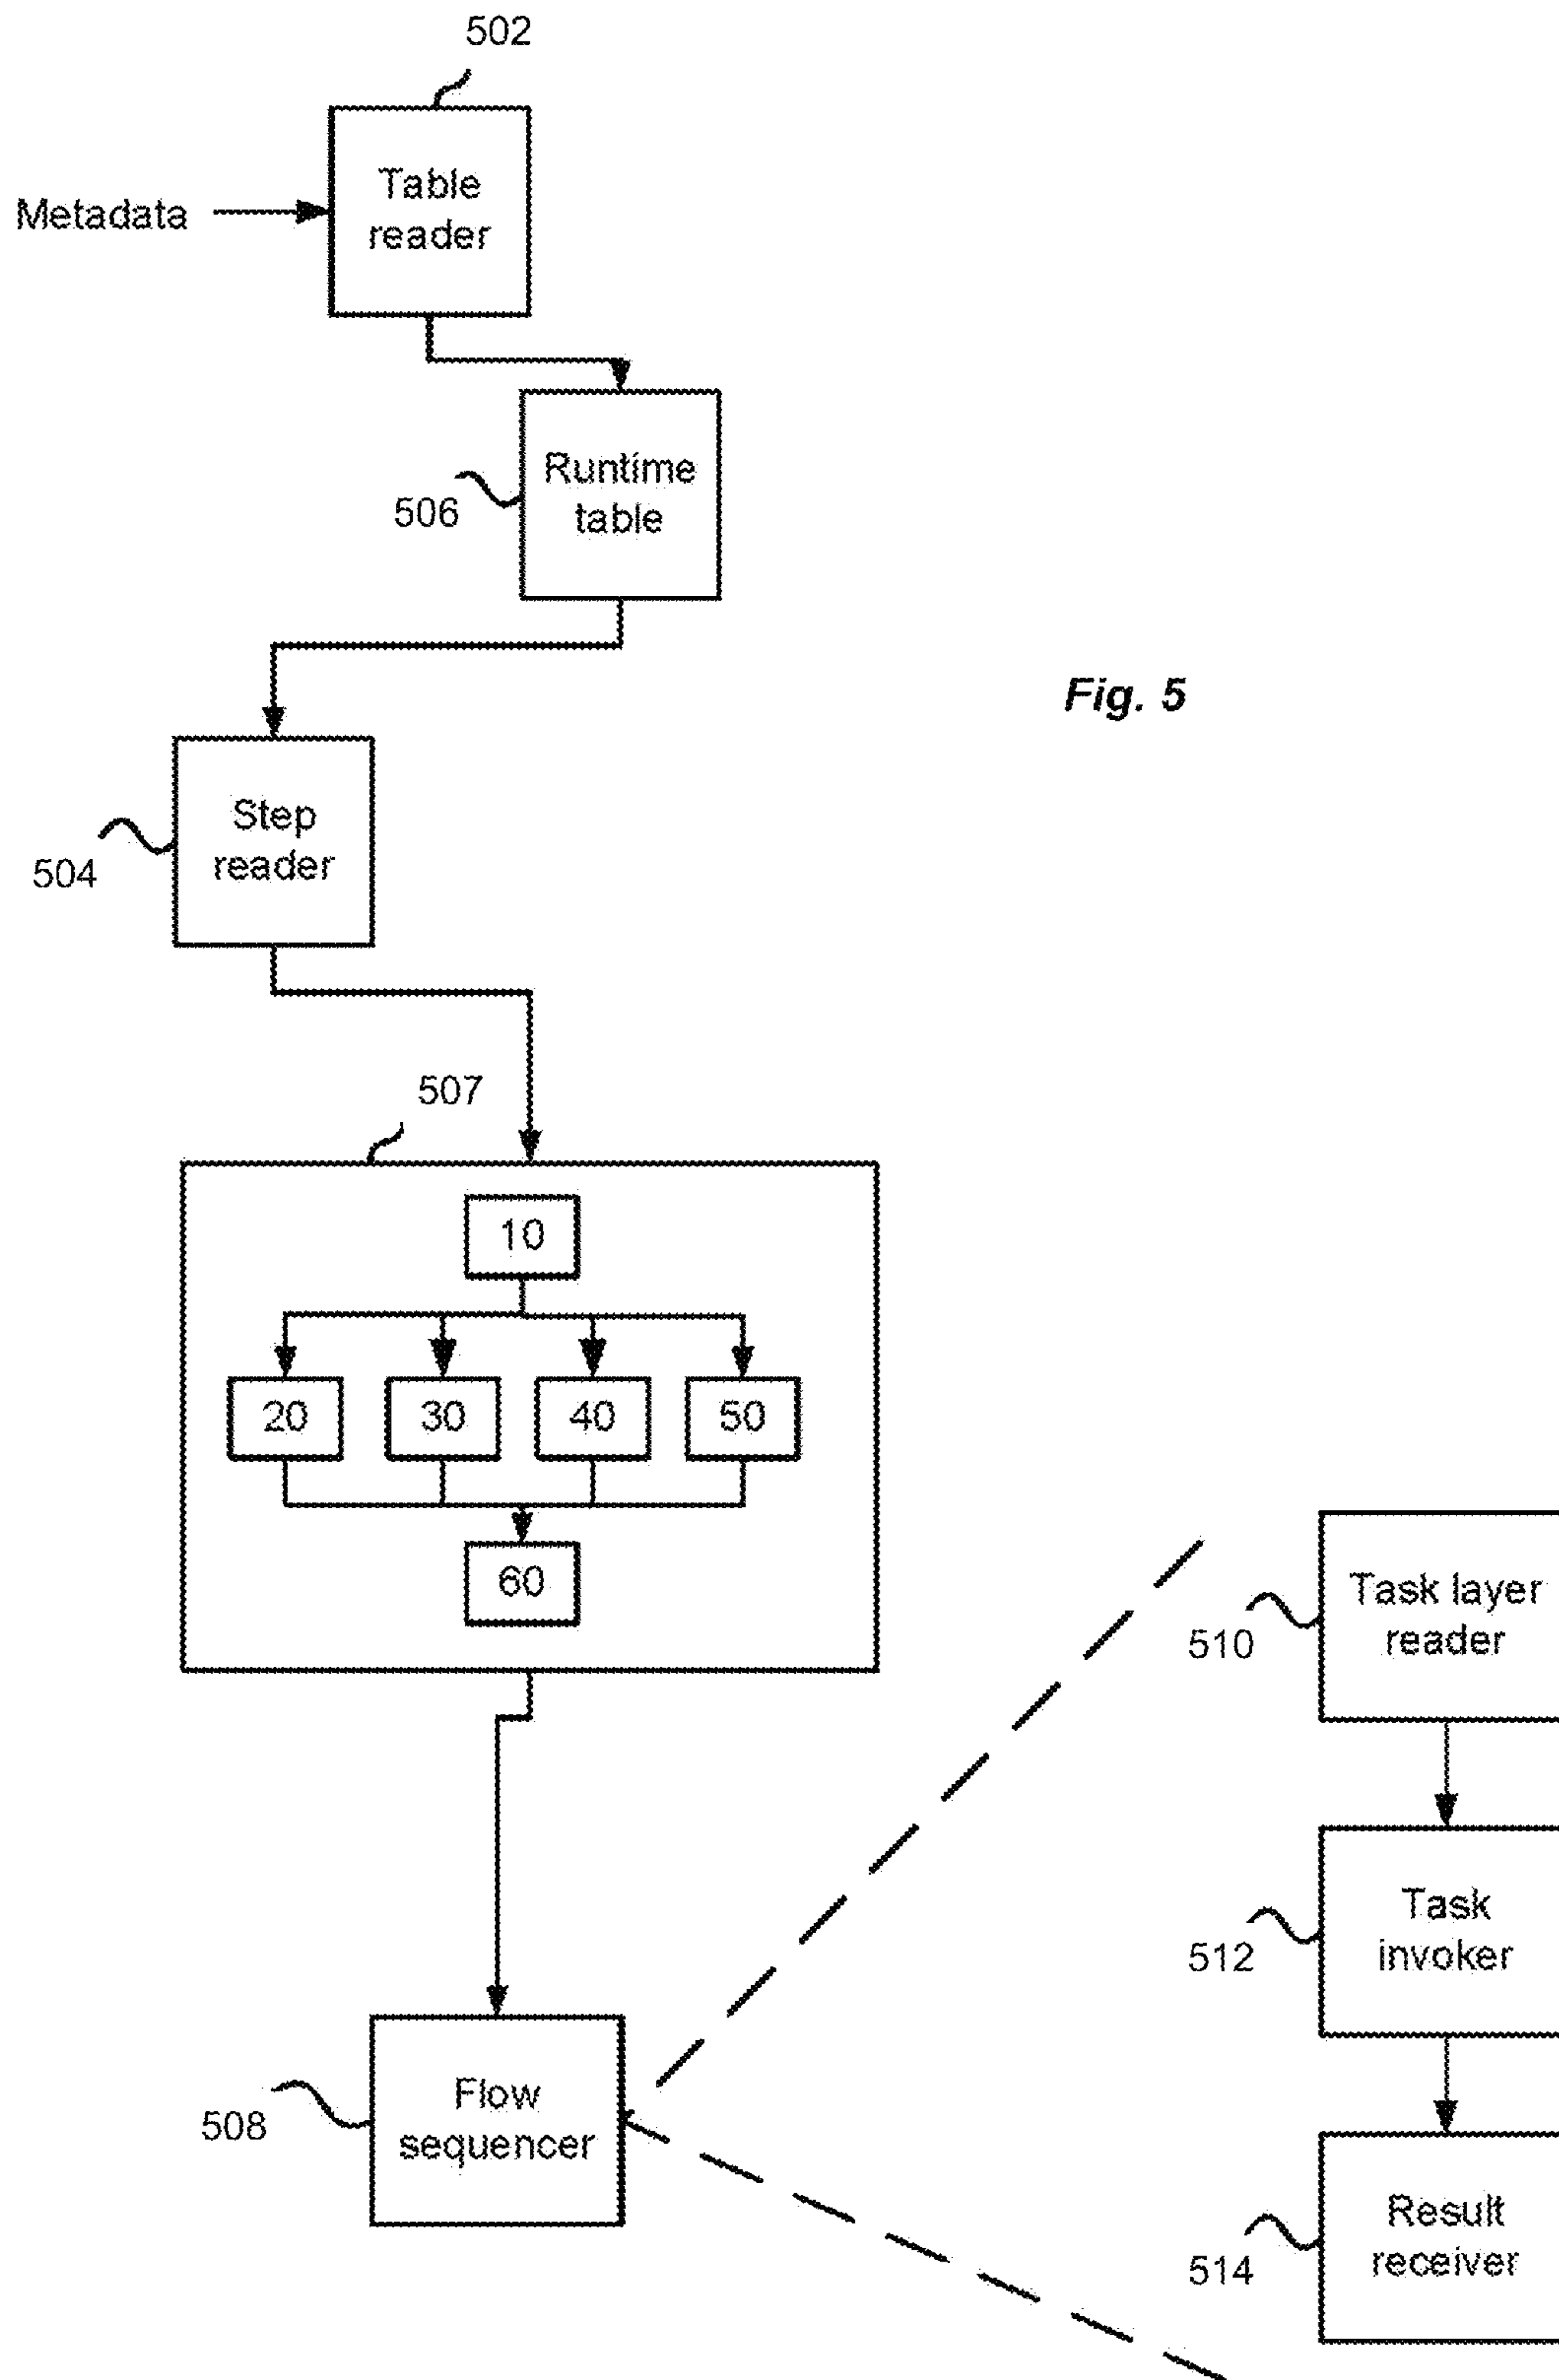 502
Metadata
Table
reader
506
Runtime
table
Fig. 5
504
Step
reader
507
10
20 30 40 50
60
510
Task layer
reader
512
Task
invoker
508
Flow
sequencer
514
Result
receiver